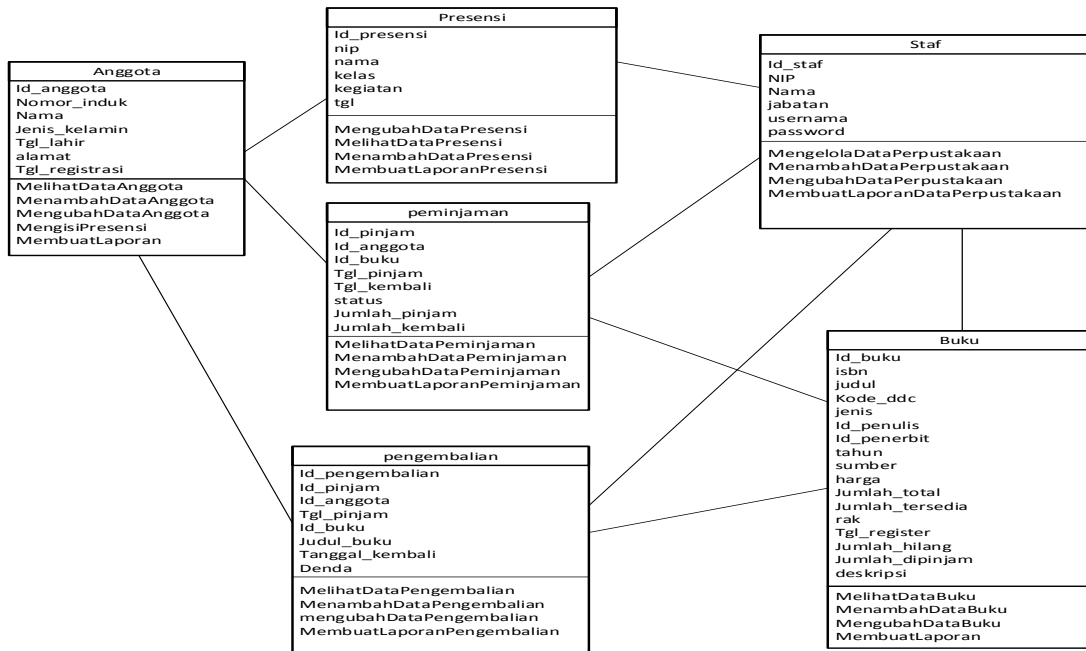 Presensi
Id_presensi
nip
nama
kelas
kegiatan
tgl
MengubahDataPresensi
MelihatDataPresensi
MenambahDataPresensi
MembuatLaporanPresensi
Staf
Id_staf
NIP
Nama
jabatan
usernama
password
MengelolaDataPerpustakaan
MenambahDataPerpustakaan
MengubahDataPerpustakaan
MembuatLaporanDataPerpustakaan
Anggota
Id_anggota
Nomor_induk
Nama
Jenis_kelamin
Tgl_lahir
alamat
Tgl_registrasi
MelihatDataAnggota
MenambahDataAnggota
MengubahDataAnggota
MengisiPresensi
MembuatLaporan
peminjaman
Id_pinjam
Id_anggota
Id_buku
Tgl_pinjam
Tgl_kembali
status
Jumlah_pinjam
Jumlah_kembali
MelihatDataPeminjaman
MenambahDataPeminjaman
MengubahDataPeminjaman
MembuatLaporanPeminjaman
Buku
Id_buku
isbn
judul
Kode_ddc
jenis
Id_penulis
Id_penerbit
tahun
sumber
harga
Jumlah_total
Jumlah_tersedia
rak
Tgl_register
Jumlah_hilang
Jumlah_dipinjam
deskripsi
MelihatDataBuku
MenambahDataBuku
MengubahDataBuku
MembuatLaporan
pengembalian
Id_pengembalian
Id_pinjam
Id_anggota
Tgl_pinjam
Id_buku
Judul_buku
Tanggal_kembali
Denda
MelihatDataPengembalian
MenambahDataPengembalian
mengubahDataPengembalian
MembuatLaporanPengembalian